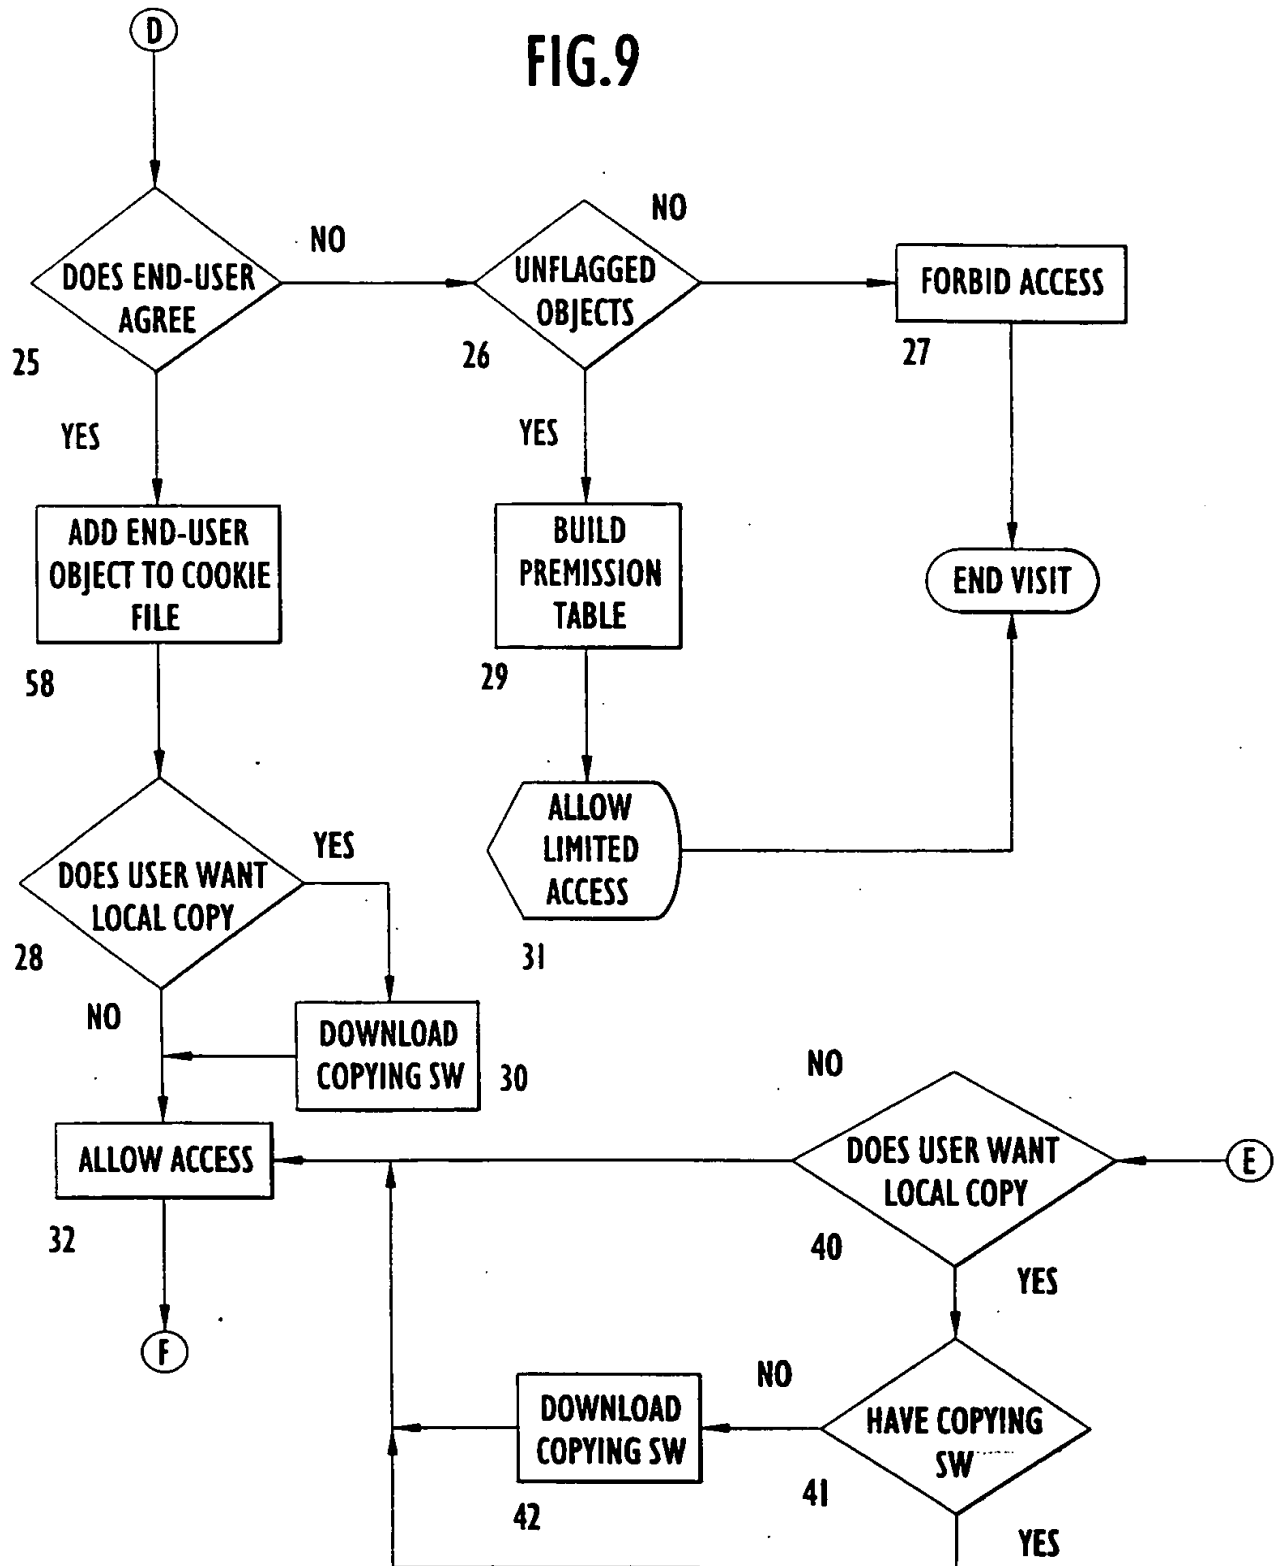 D
FIG.9
DOES END-USER
AGREE
25
NO
YES
UNFLAGGED
OBJECTS
26
NO
YES
FORBID ACCESS
27
ADD END-USER
OBJECT TO COOKIE
FILE
58
BUILD
PREMISSION
TABLE
29
END VISIT
ALLOW
LIMITED
ACCESS
31
DOES USER WANT
LOCAL COPY
28
YES
NO
DOWNLOAD
COPYING SW
30
ALLOW ACCESS
32
F
NO
DOES USER WANT
LOCAL COPY
40
E
YES
HAVE COPYING
SW
41
NO
DOWNLOAD
COPYING SW
42
YES